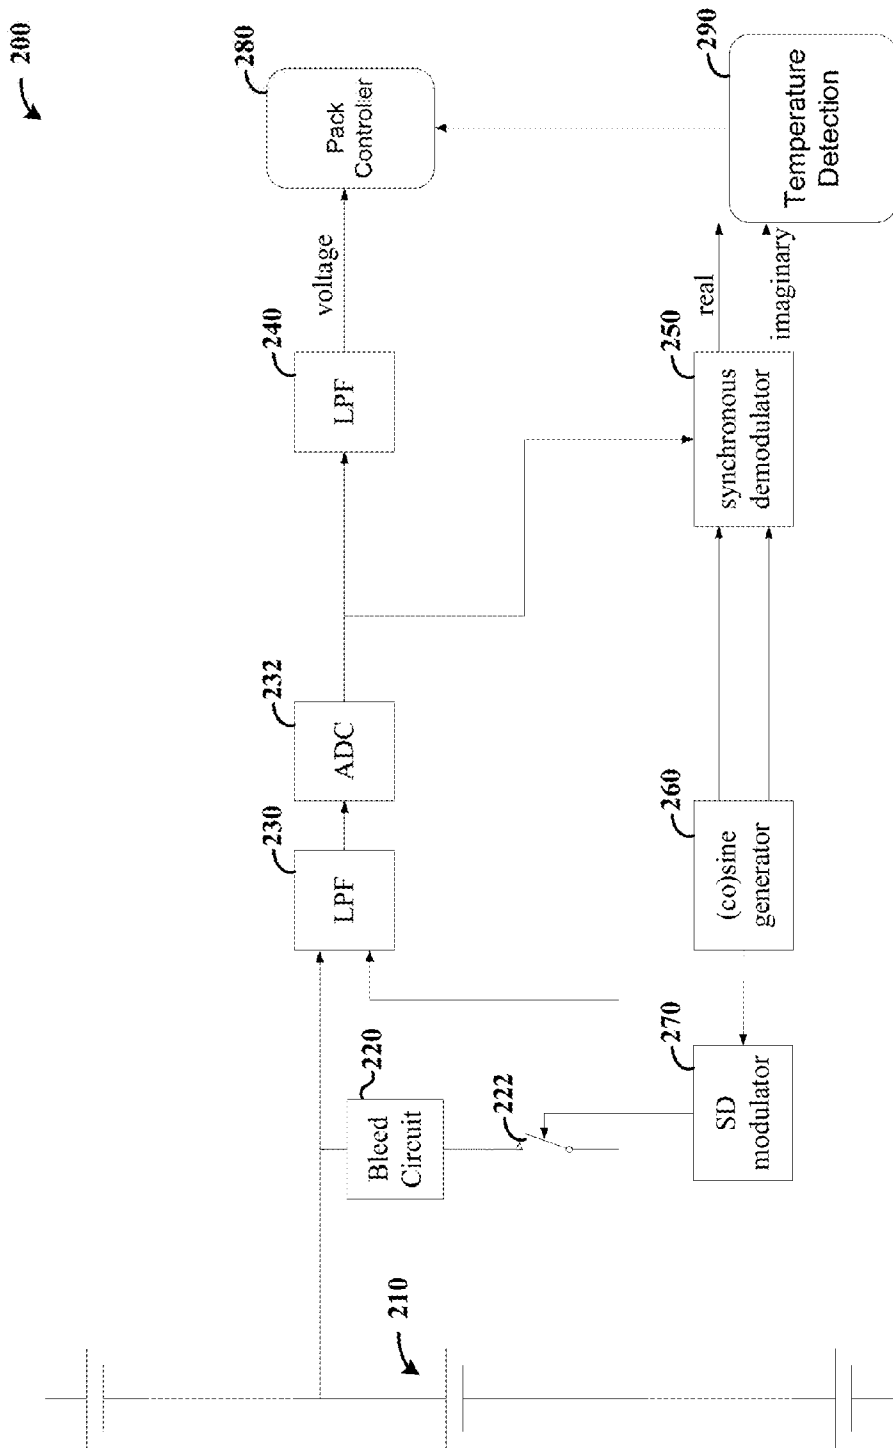 200
210
220
Bleed
Circuit
222
230
LPF
232
ADC
240
LPF
voltage
280
Pack
Controller
270
SD
modulator
260
(co)sine
generator
250
synchronous
demodulator
real
imaginary
290
Temperature
Detection